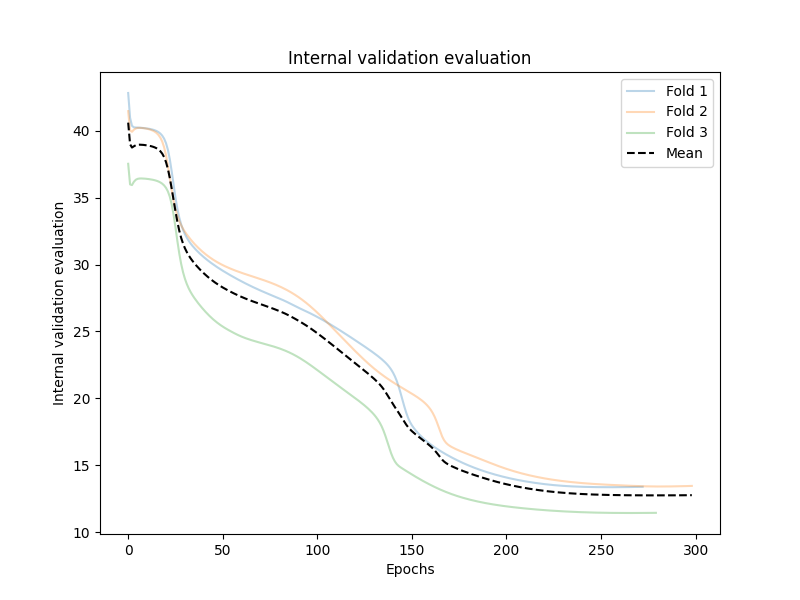 Internal validation evaluation
Fold 1
Fold 2
Fold 3
Mean
Internal validation evaluation
40
35
30
25
20
15
10
0 50 100 150 200 250 300
Epochs